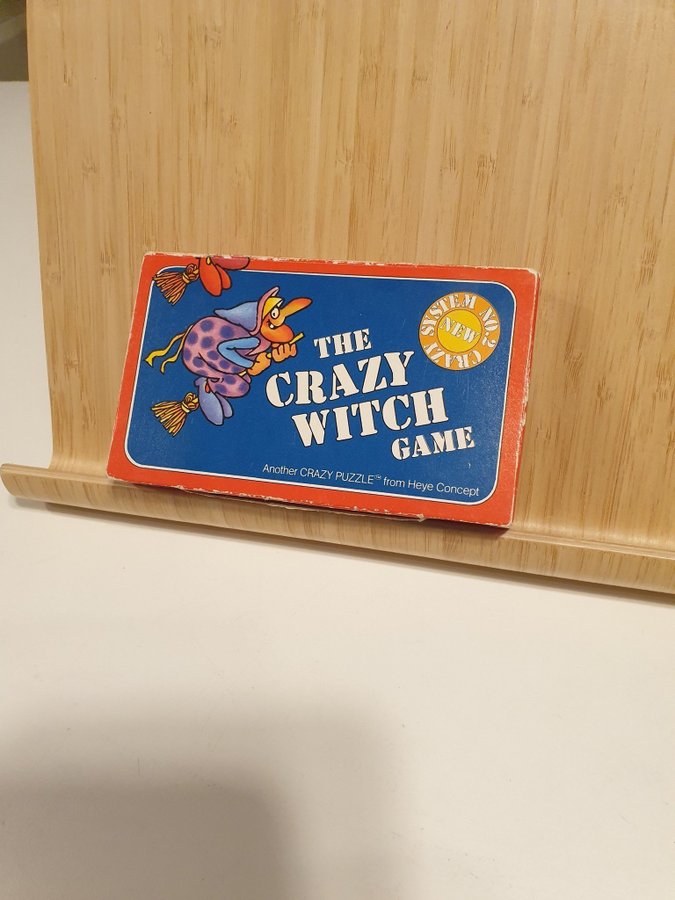 THE
CRAZY
WITCH
GAME
CRAZY SYSTEM NO. 2
NEW
Another CRAZY PUZZLE™ from Heye Concept